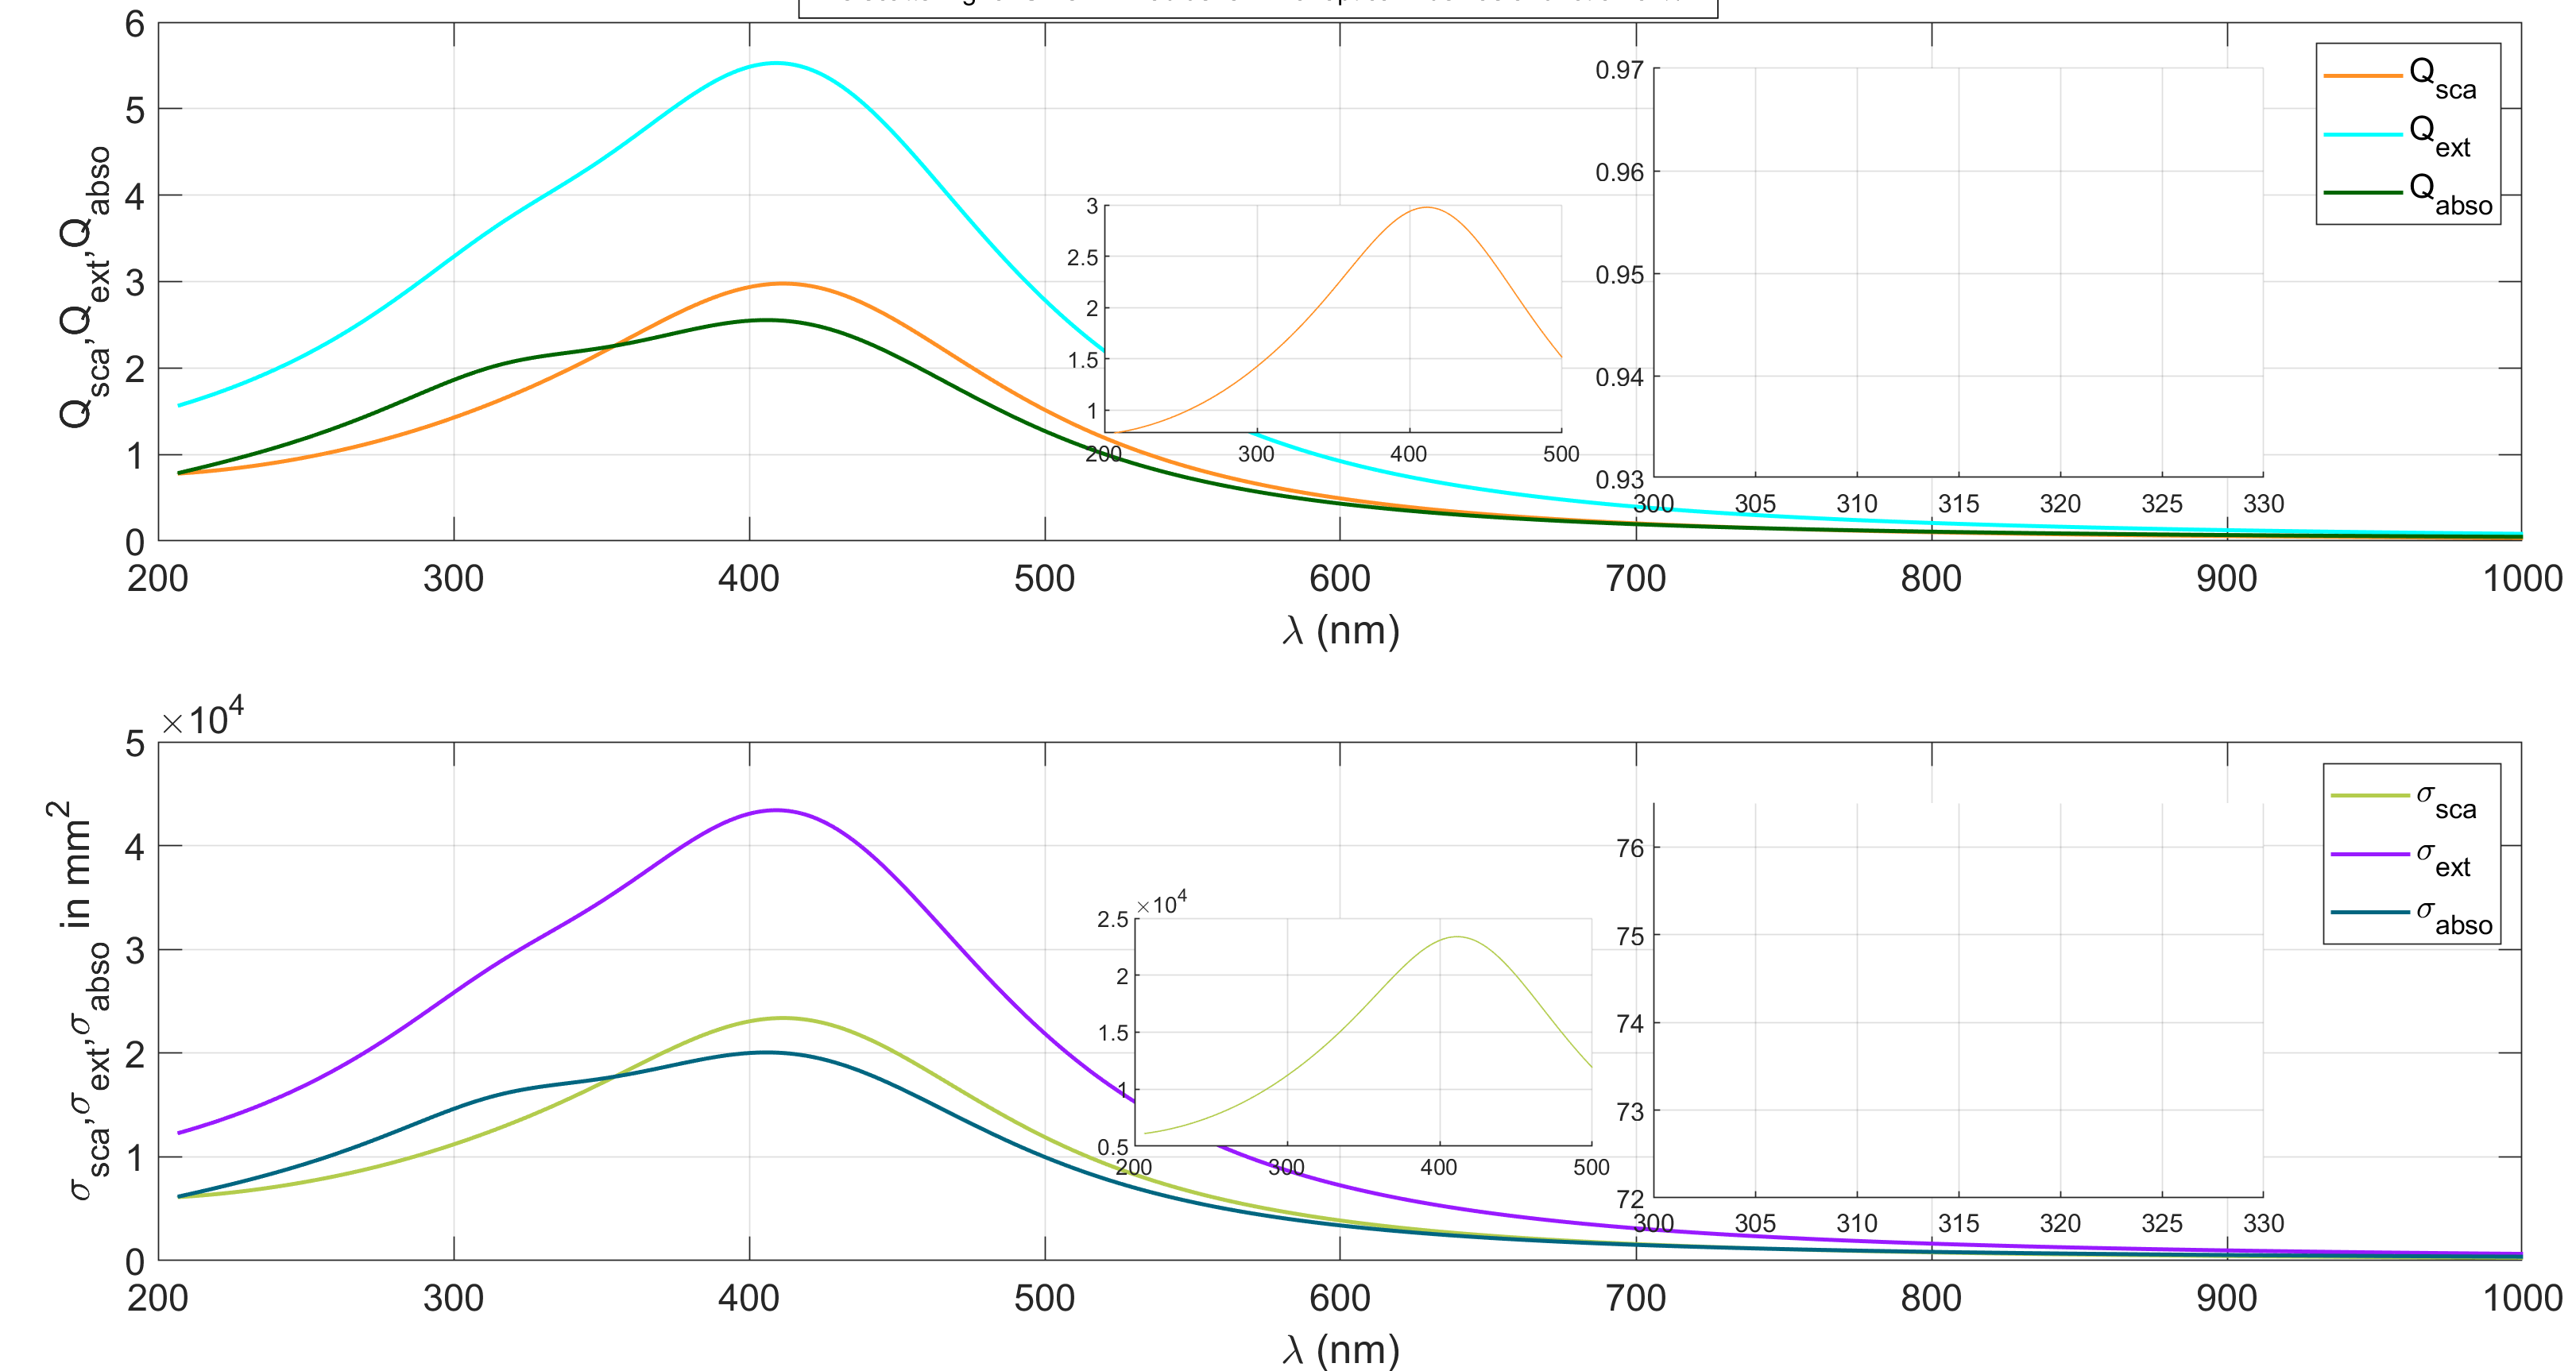 6
5
4
3
2
1
0
Q_sca, Q_ext, Q_abso
200 300 400 500 600 700 800 900 1000
λ (nm)
3
2.5
2
1.5
1
200 300 400 500
0.97
0.96
0.95
0.94
0.93
300 305 310 315 320 325 330
Q_sca
Q_ext
Q_abso
×10^4
5
4
3
2
1
0
σ_sca, σ_ext, σ_abso in nm^2
200 300 400 500 600 700 800 900 1000
λ (nm)
×10^4
2.5
2
1.5
1
0.5
200 300 400 500
76
75
74
73
72
300 305 310 315 320 325 330
σ_sca
σ_ext
σ_abso